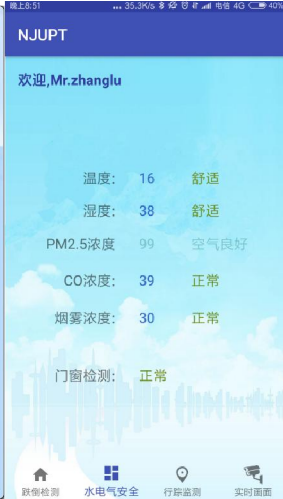 晚上8:51 ... 35.3K/s 电信 4G 40%
NJUPT
欢迎,Mr.zhanglu
温度: 16 舒适
湿度: 38 舒适
PM2.5浓度 99 空气良好
CO浓度: 39 正常
烟雾浓度: 30 正常
门窗检测: 正常
跌倒检测 水电气安全 行踪监测 实时画面